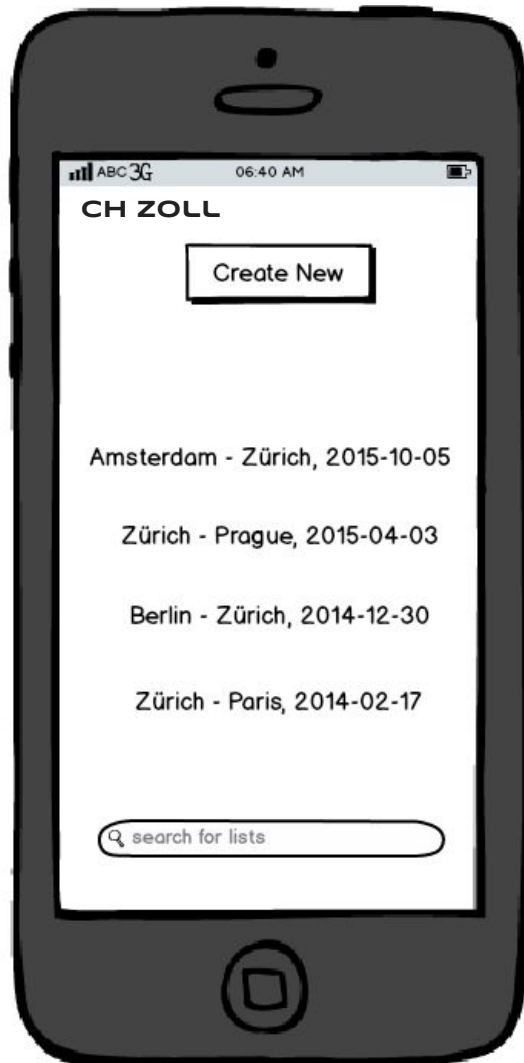 ABC 3G 06:40 AM
CH ZOLL
Create New
Amsterdam - Zürich, 2015-10-05
Zürich - Prague, 2015-04-03
Berlin - Zürich, 2014-12-30
Zürich - Paris, 2014-02-17
search for lists